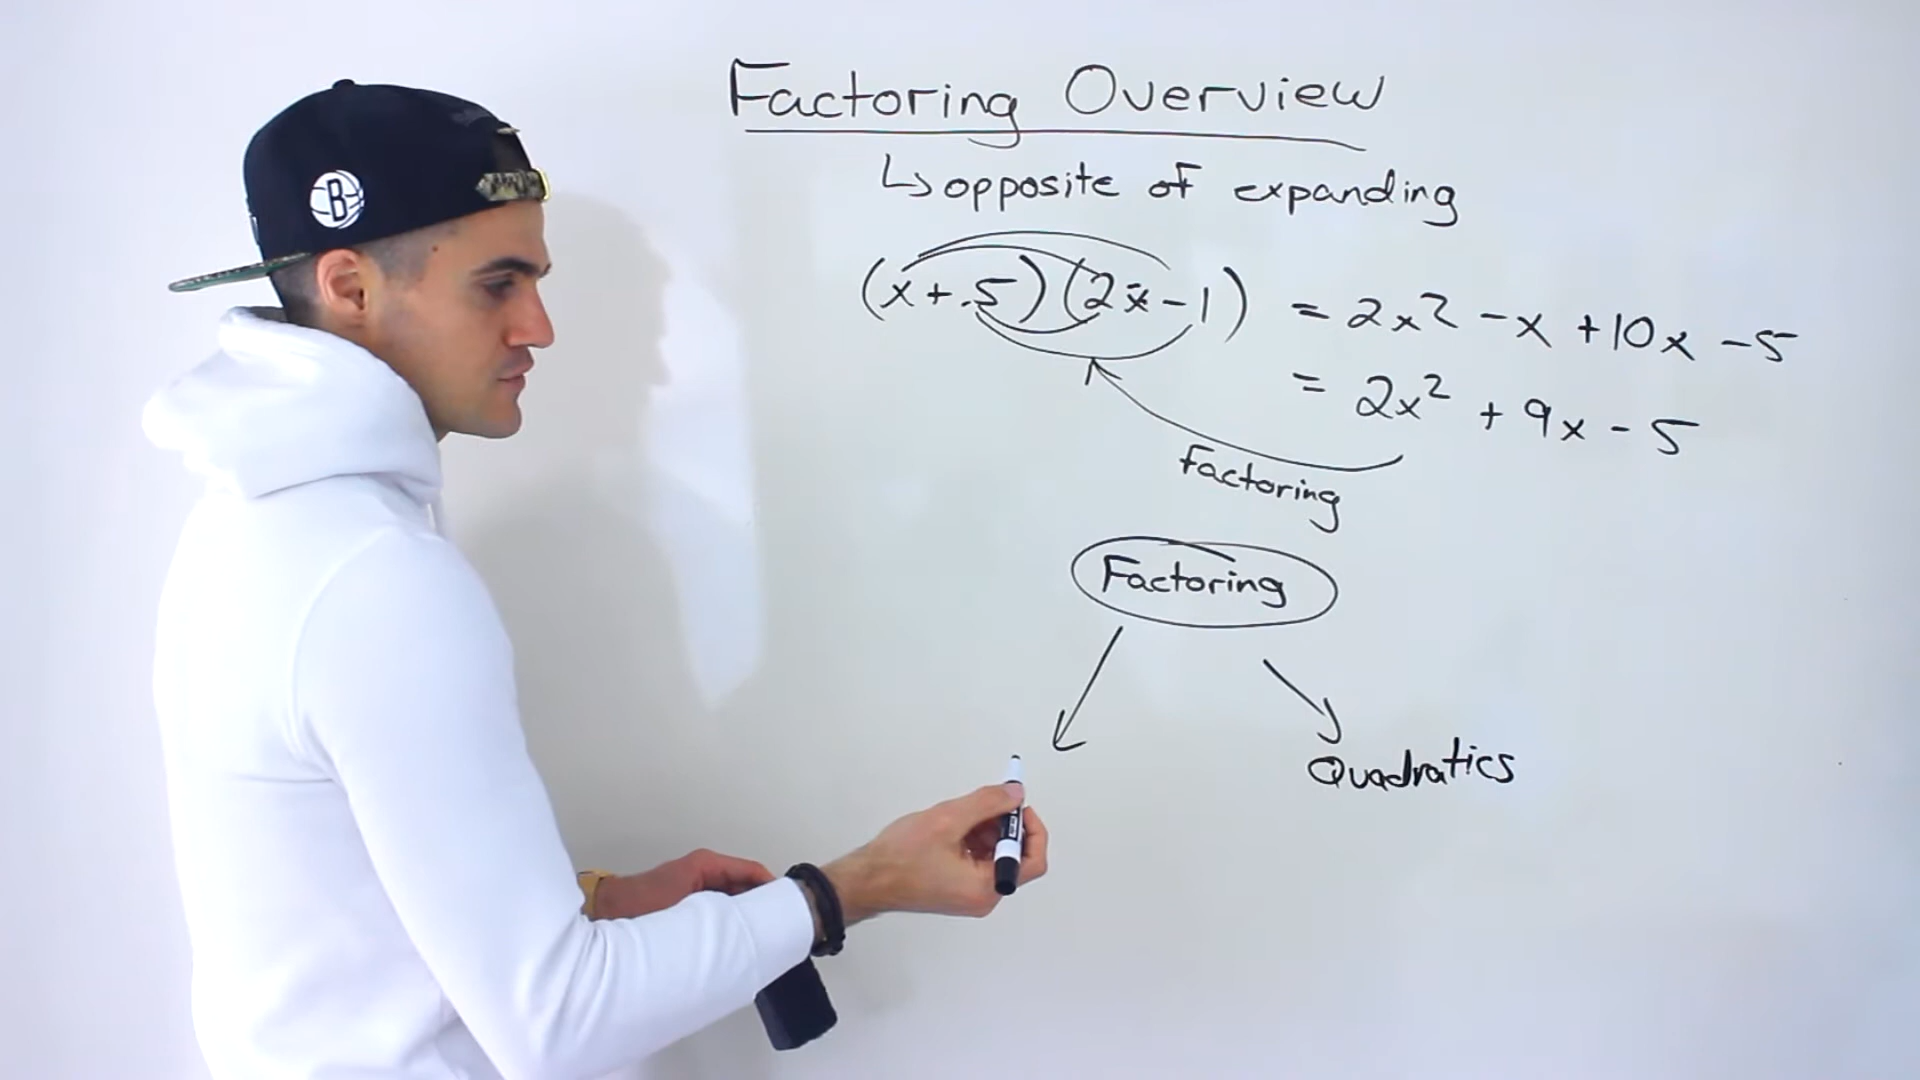 Factoring Overview
↳ opposite of expanding
(x + 5)(2x - 1) = 2x² - x + 10x - 5
= 2x² + 9x - 5
Factoring
Factoring
Quadratics
B